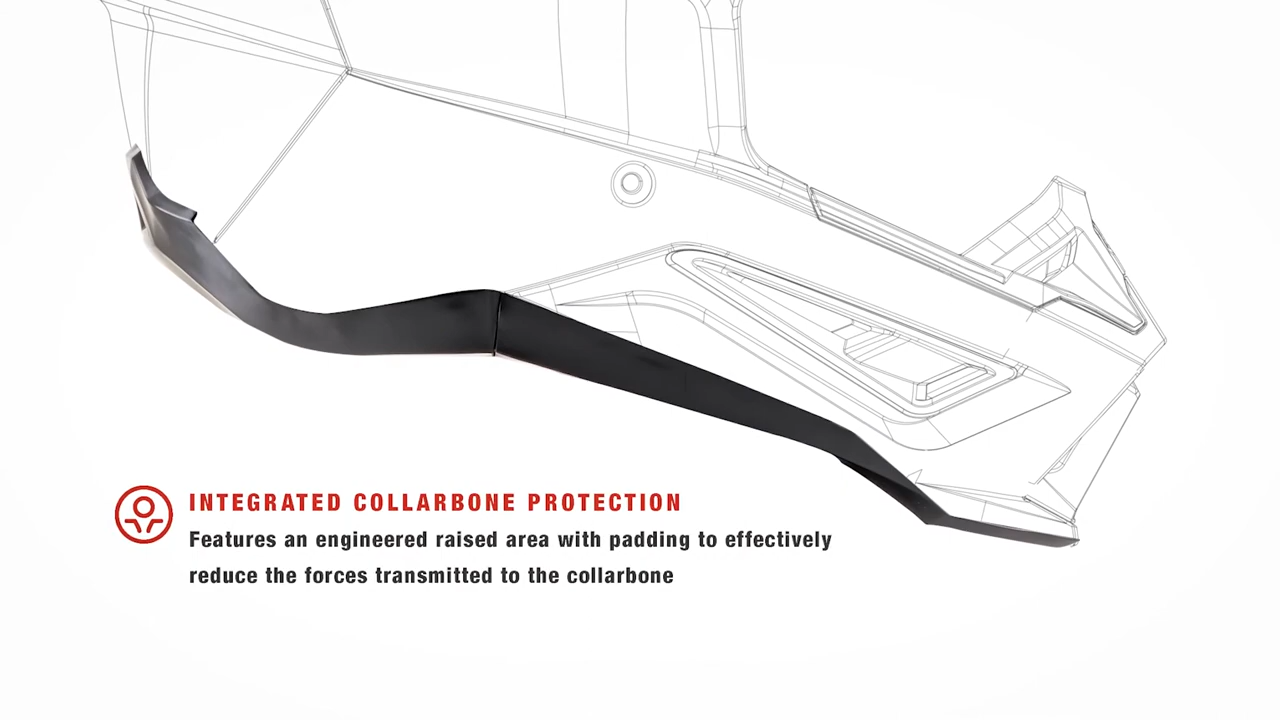 INTEGRATED COLLARBONE PROTECTION
Features an engineered raised area with padding to effectively
reduce the forces transmitted to the collarbone